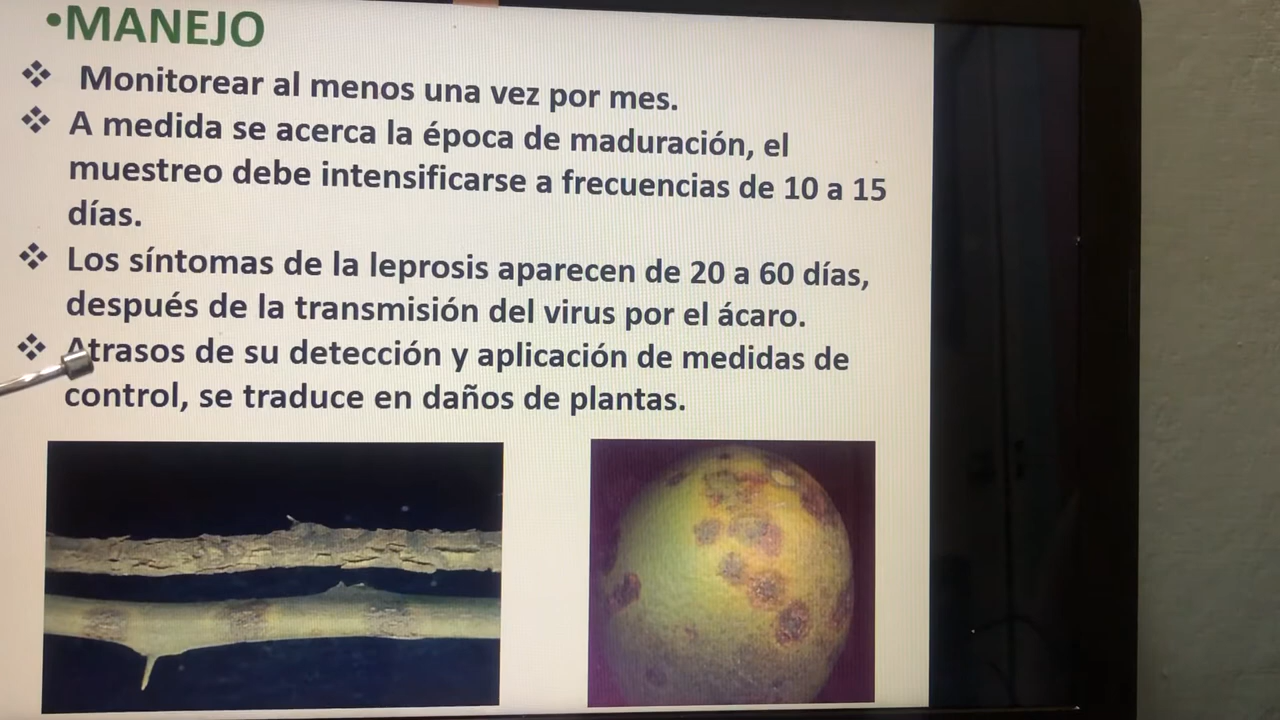 •MANEJO
❖ Monitorear al menos una vez por mes.
❖ A medida se acerca la época de maduración, el
muestreo debe intensificarse a frecuencias de 10 a 15
días.
❖ Los síntomas de la leprosis aparecen de 20 a 60 días,
después de la transmisión del virus por el ácaro.
❖ Atrasos de su detección y aplicación de medidas de
control, se traduce en daños de plantas.